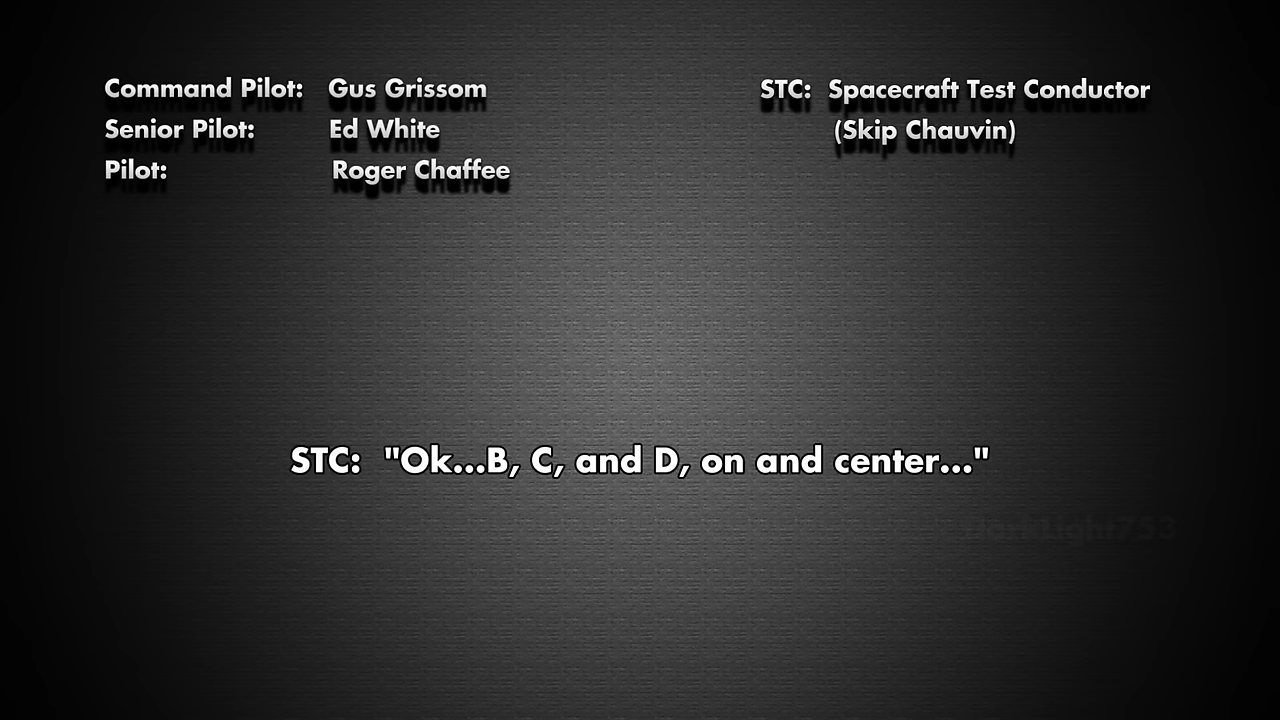 Command Pilot: Gus Grissom
Senior Pilot: Ed White
Pilot: Roger Chaffee
STC: Spacecraft Test Conductor
(Skip Chauvin)
STC: "Ok...B, C, and D, on and center..."
DarkLight753